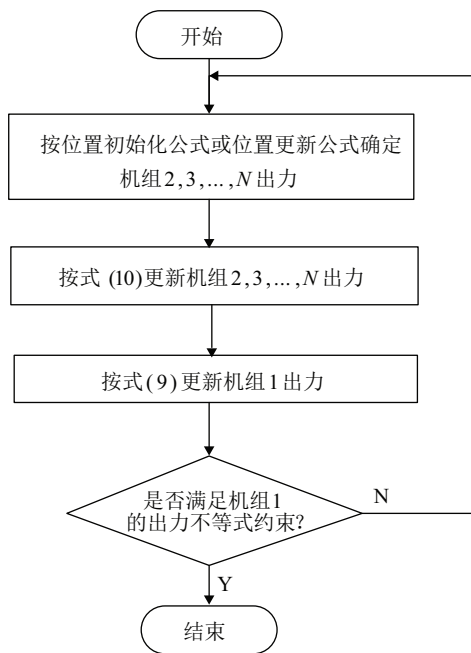 开始
按位置初始化公式或位置更新公式确定
机组2,3,...,N出力
按式 (10)更新机组2,3,...,N出力
按式(9)更新机组1出力
是否满足机组1
的出力不等式约束?
N
Y
结束